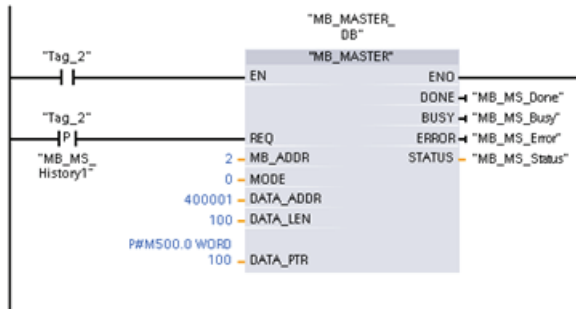 "MB_MASTER_
DB"
"Tag_2"
"MB_MASTER"
EN
ENO
DONE
"MB_MS_Done"
"Tag_2"
BUSY
"MB_MS_Busy"
P
REQ
ERROR
"MB_MS_Error"
"MB_MS_
History1"
2
MB_ADDR
STATUS
"MB_MS_Status"
0
MODE
400001
DATA_ADDR
100
DATA_LEN
P#M500.0 WORD
100
DATA_PTR